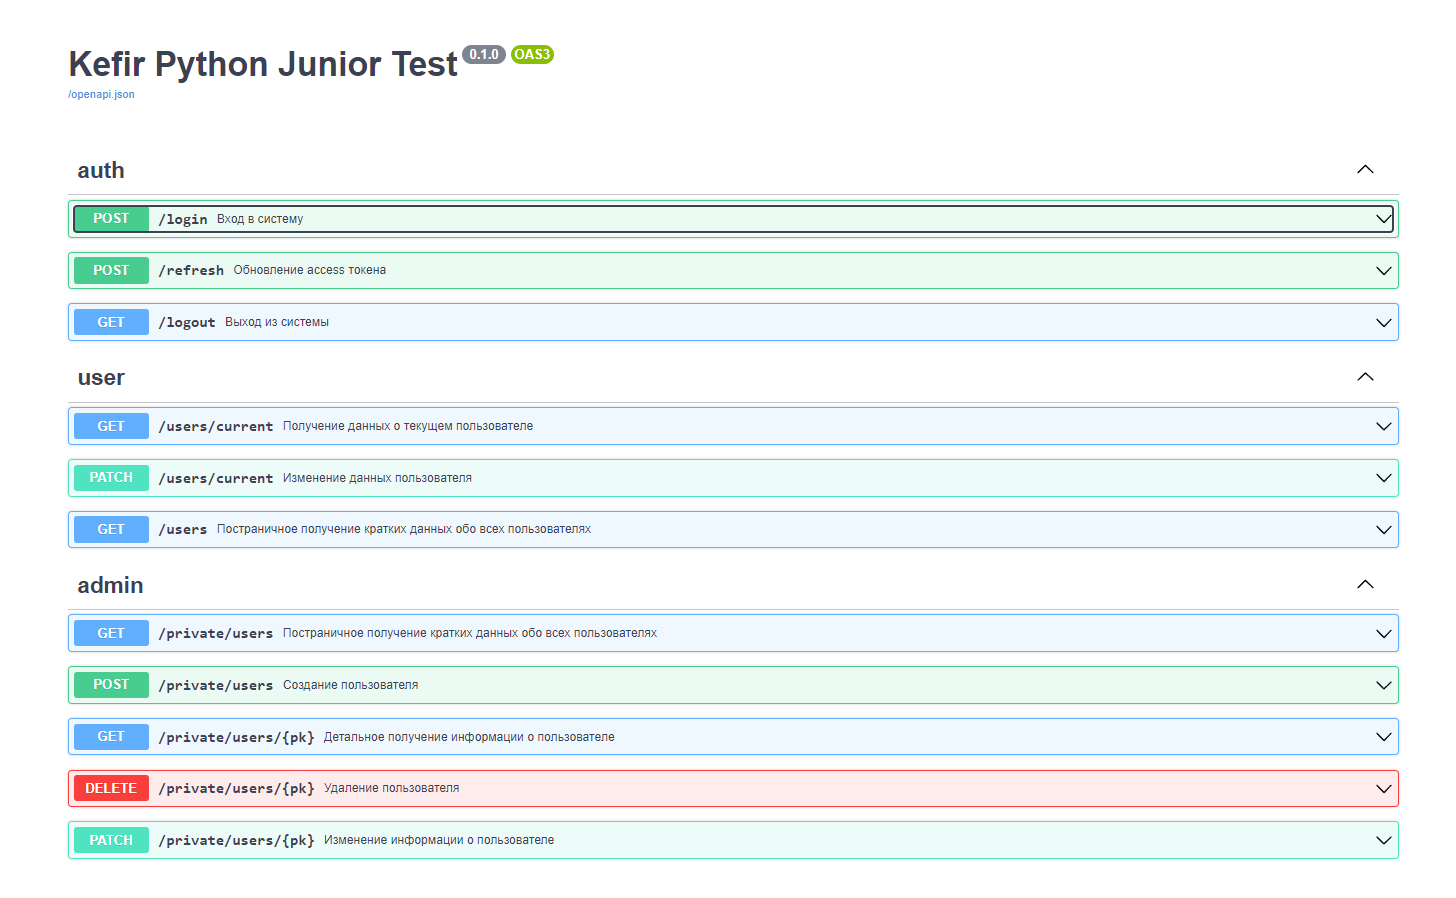 Kefir Python Junior Test 0.1.0 OAS3
/openapi.json
auth
POST /login Вход в систему
POST /refresh Обновление access токена
GET /logout Выход из системы
user
GET /users/current Получение данных о текущем пользователе
PATCH /users/current Изменение данных пользователя
GET /users Постраничное получение кратких данных обо всех пользователях
admin
GET /private/users Постраничное получение кратких данных обо всех пользователях
POST /private/users Создание пользователя
GET /private/users/{pk} Детальное получение информации о пользователе
DELETE /private/users/{pk} Удаление пользователя
PATCH /private/users/{pk} Изменение информации о пользователе